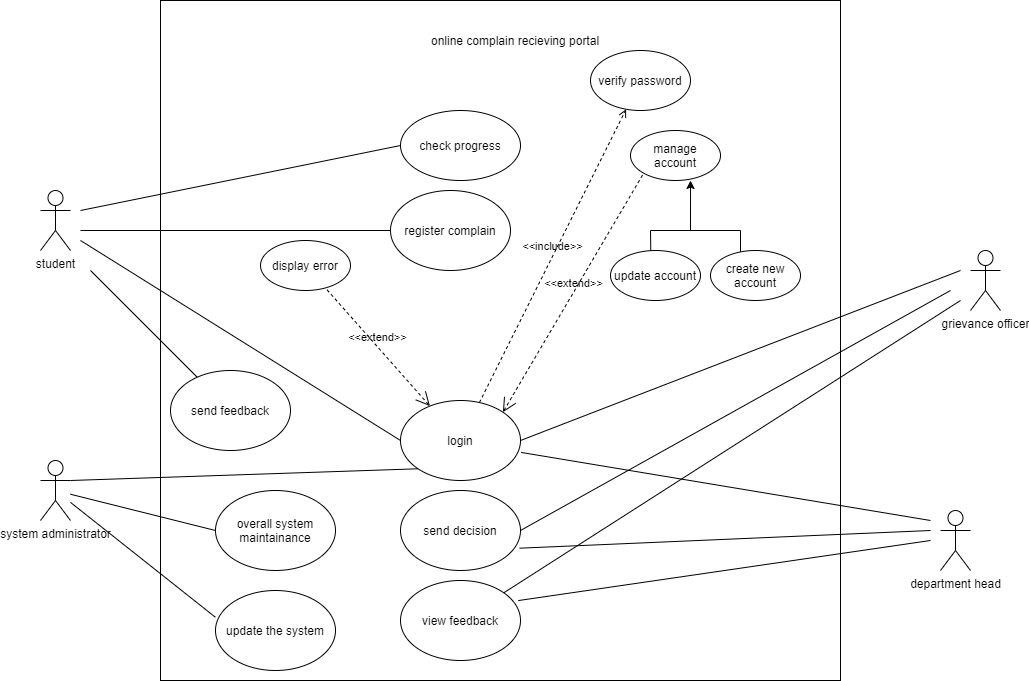 online complain recieving portal
verify password
check progress
manage
account
register complain
student
display error
<<include>>
update account
create new
account
<<extend>>
grievance officer
<<extend>>
send feedback
login
system administrator
overall system
maintainance
send decision
department head
update the system
view feedback